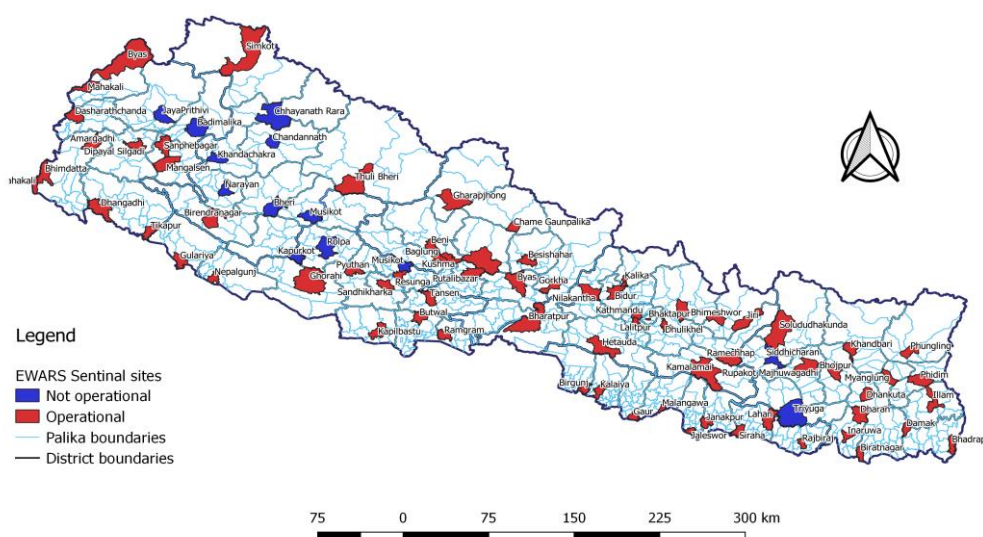 Simkot
Byas
Mahakali
Dasharathchanda
JayaPrithivi
Badimalika
Chhayanath Rara
Chandannath
Amargadhi
Dipayal Silgadi
Sanphebagar
Khandachakra
Mangalsen
Bhimdatta
Narayan
Thuli Bheri
Dhangadhi
Birendranagar
Bheri
Musikot
Gharapjhong
Tikapur
Chame Gaunpalika
Gulariya
Kapurkot
Rolpa
Beni
Baglung
Nepalgunj
Ghorahi
Pyuthan
Musikot
Kushma
Besishahar
Resunga
Putalibazar
Byas
Gorkha
Kalika
Sandhikharka
Tansen
Nilakantha
Bidur
Butwal
Bharatpur
Kathmandu
Bhaktapur
Bhimeshwor
Jiri
Lalitpur
Dhulikhel
Solududhakunda
Kapilbastu
Ramgram
Hetauda
Ramechhap
Siddhicharan
Khandbari
Phungling
Kamalamai
Rupakot Majhuwagadhi
Bhojpur
Myanglung
Phidim
Birgunj
Kalaiya
Dhankuta
Illam
Malangawa
Triyuga
Dharan
Gaur
Janakpur
Lahan
Damak
Jaleswor
Siraha
Rajbiraj
Inaruwa
Biratnagar
Legend
EWARS Sentinal sites
Not operational
Operational
Palika boundaries
District boundaries
75 0 75 150 225 300 km